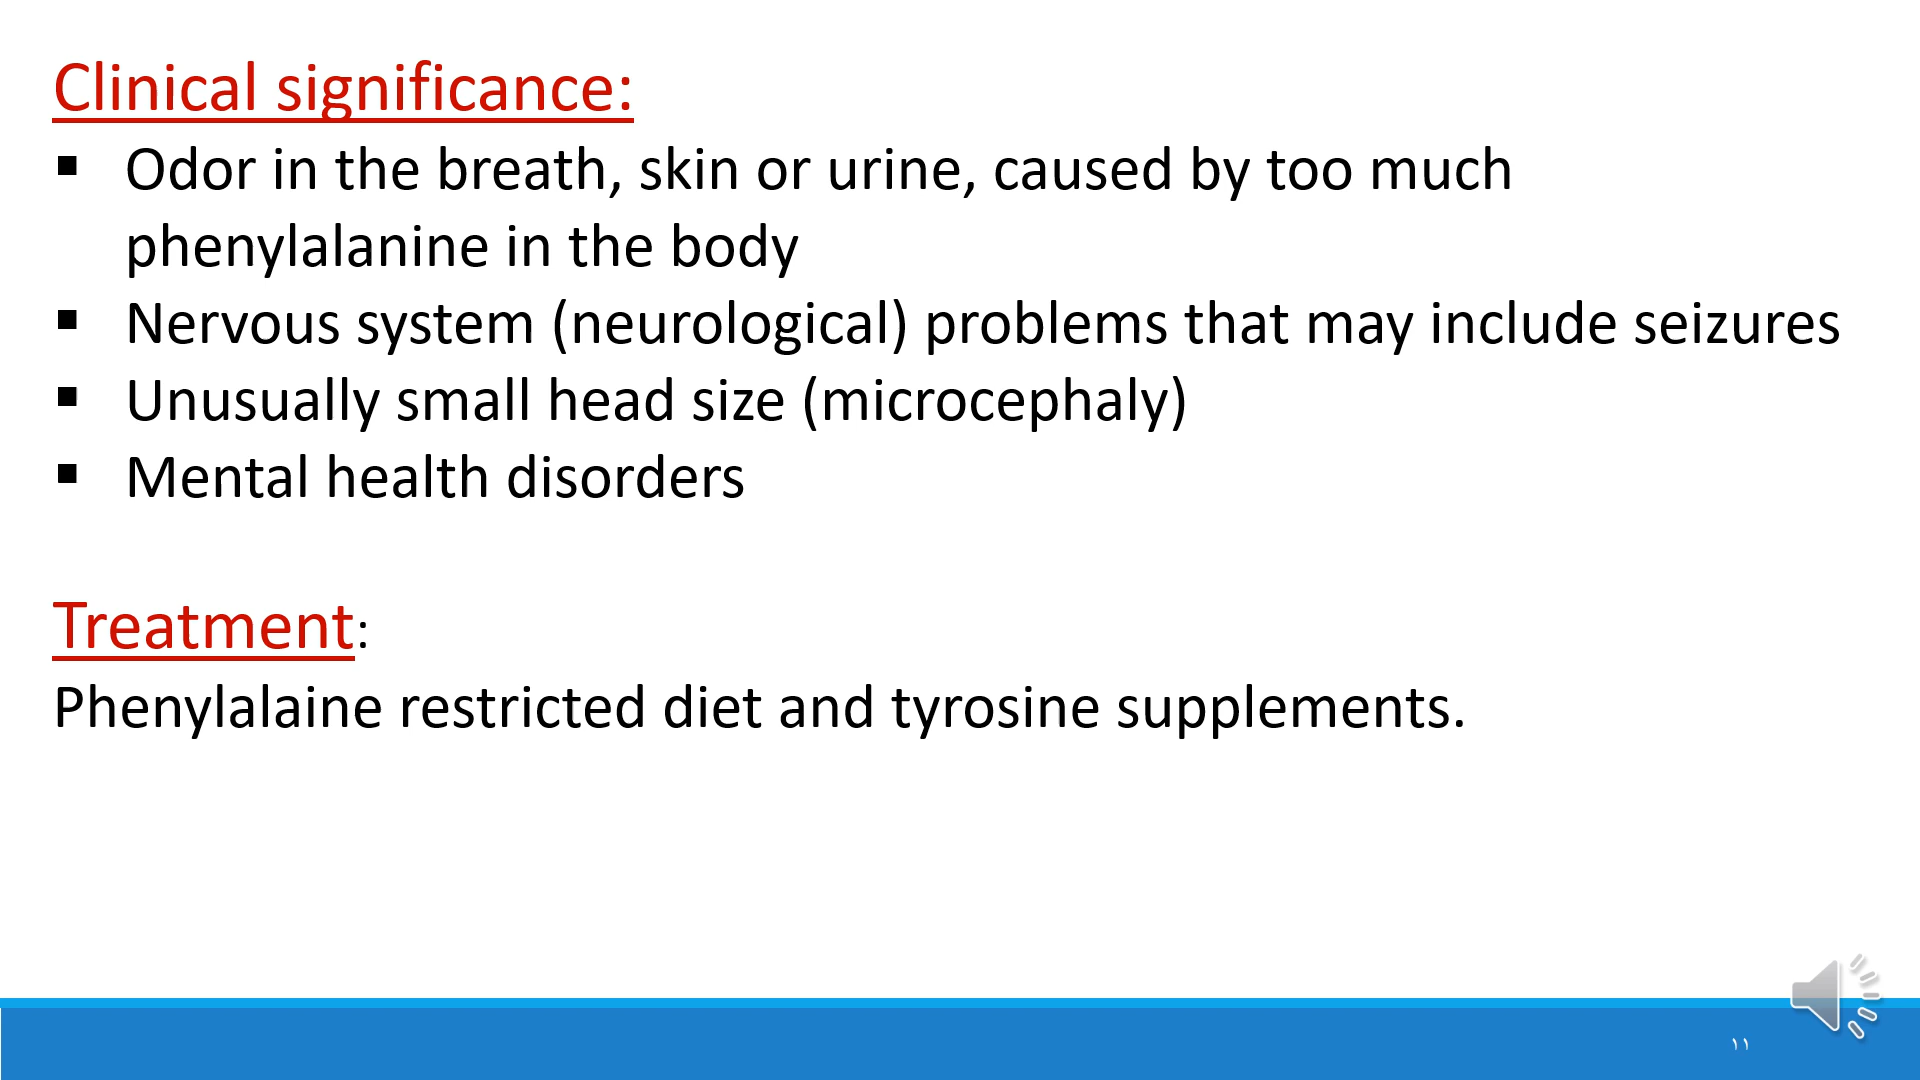 Clinical significance:
▪ Odor in the breath, skin or urine, caused by too much
phenylalanine in the body
▪ Nervous system (neurological) problems that may include seizures
▪ Unusually small head size (microcephaly)
▪ Mental health disorders
Treatment:
Phenylalaine restricted diet and tyrosine supplements.
١١